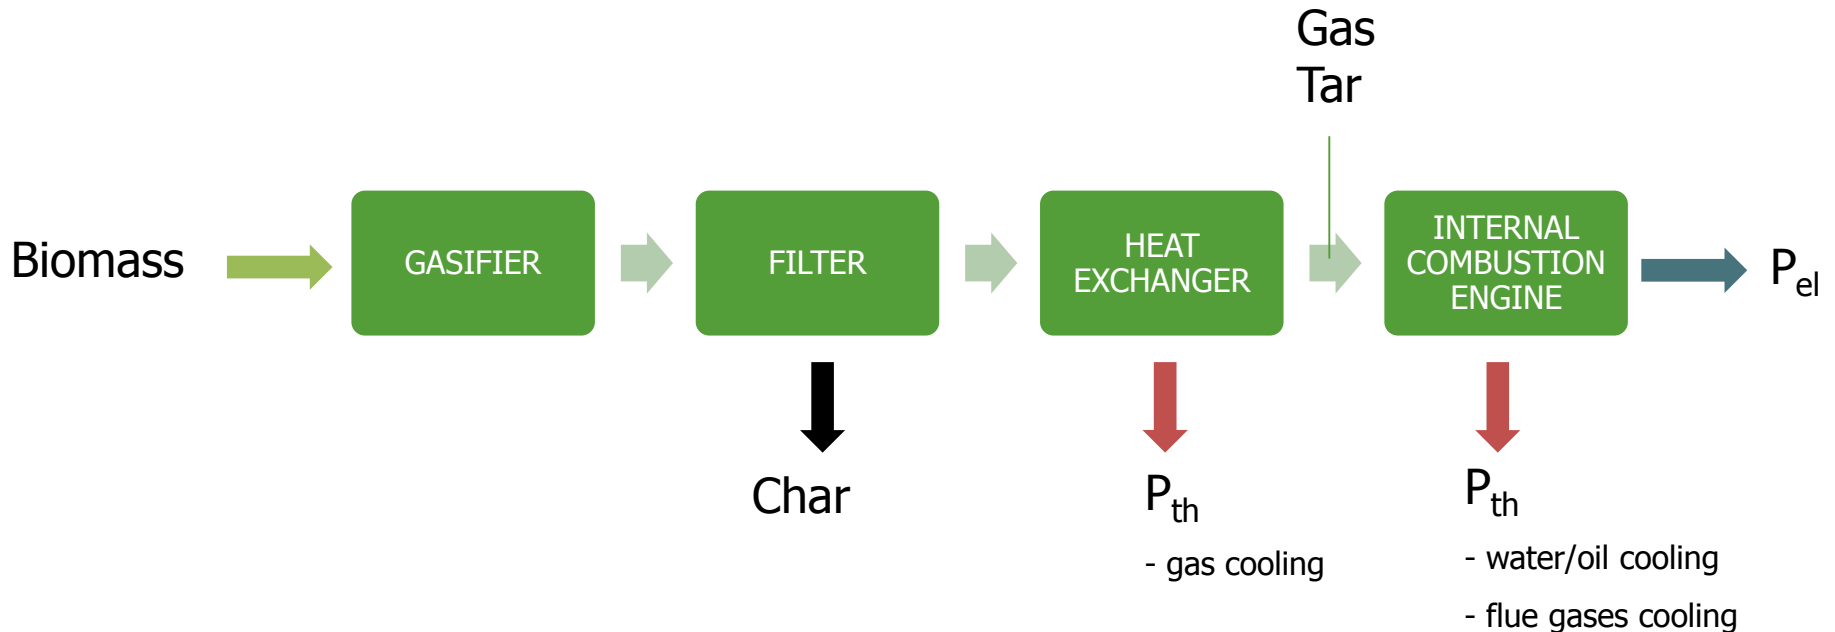 Gas
Tar
Biomass
GASIFIER
FILTER
HEAT
EXCHANGER
INTERNAL
COMBUSTION
ENGINE
Pel
Char
Pth
- gas cooling
Pth
- water/oil cooling
- flue gases cooling